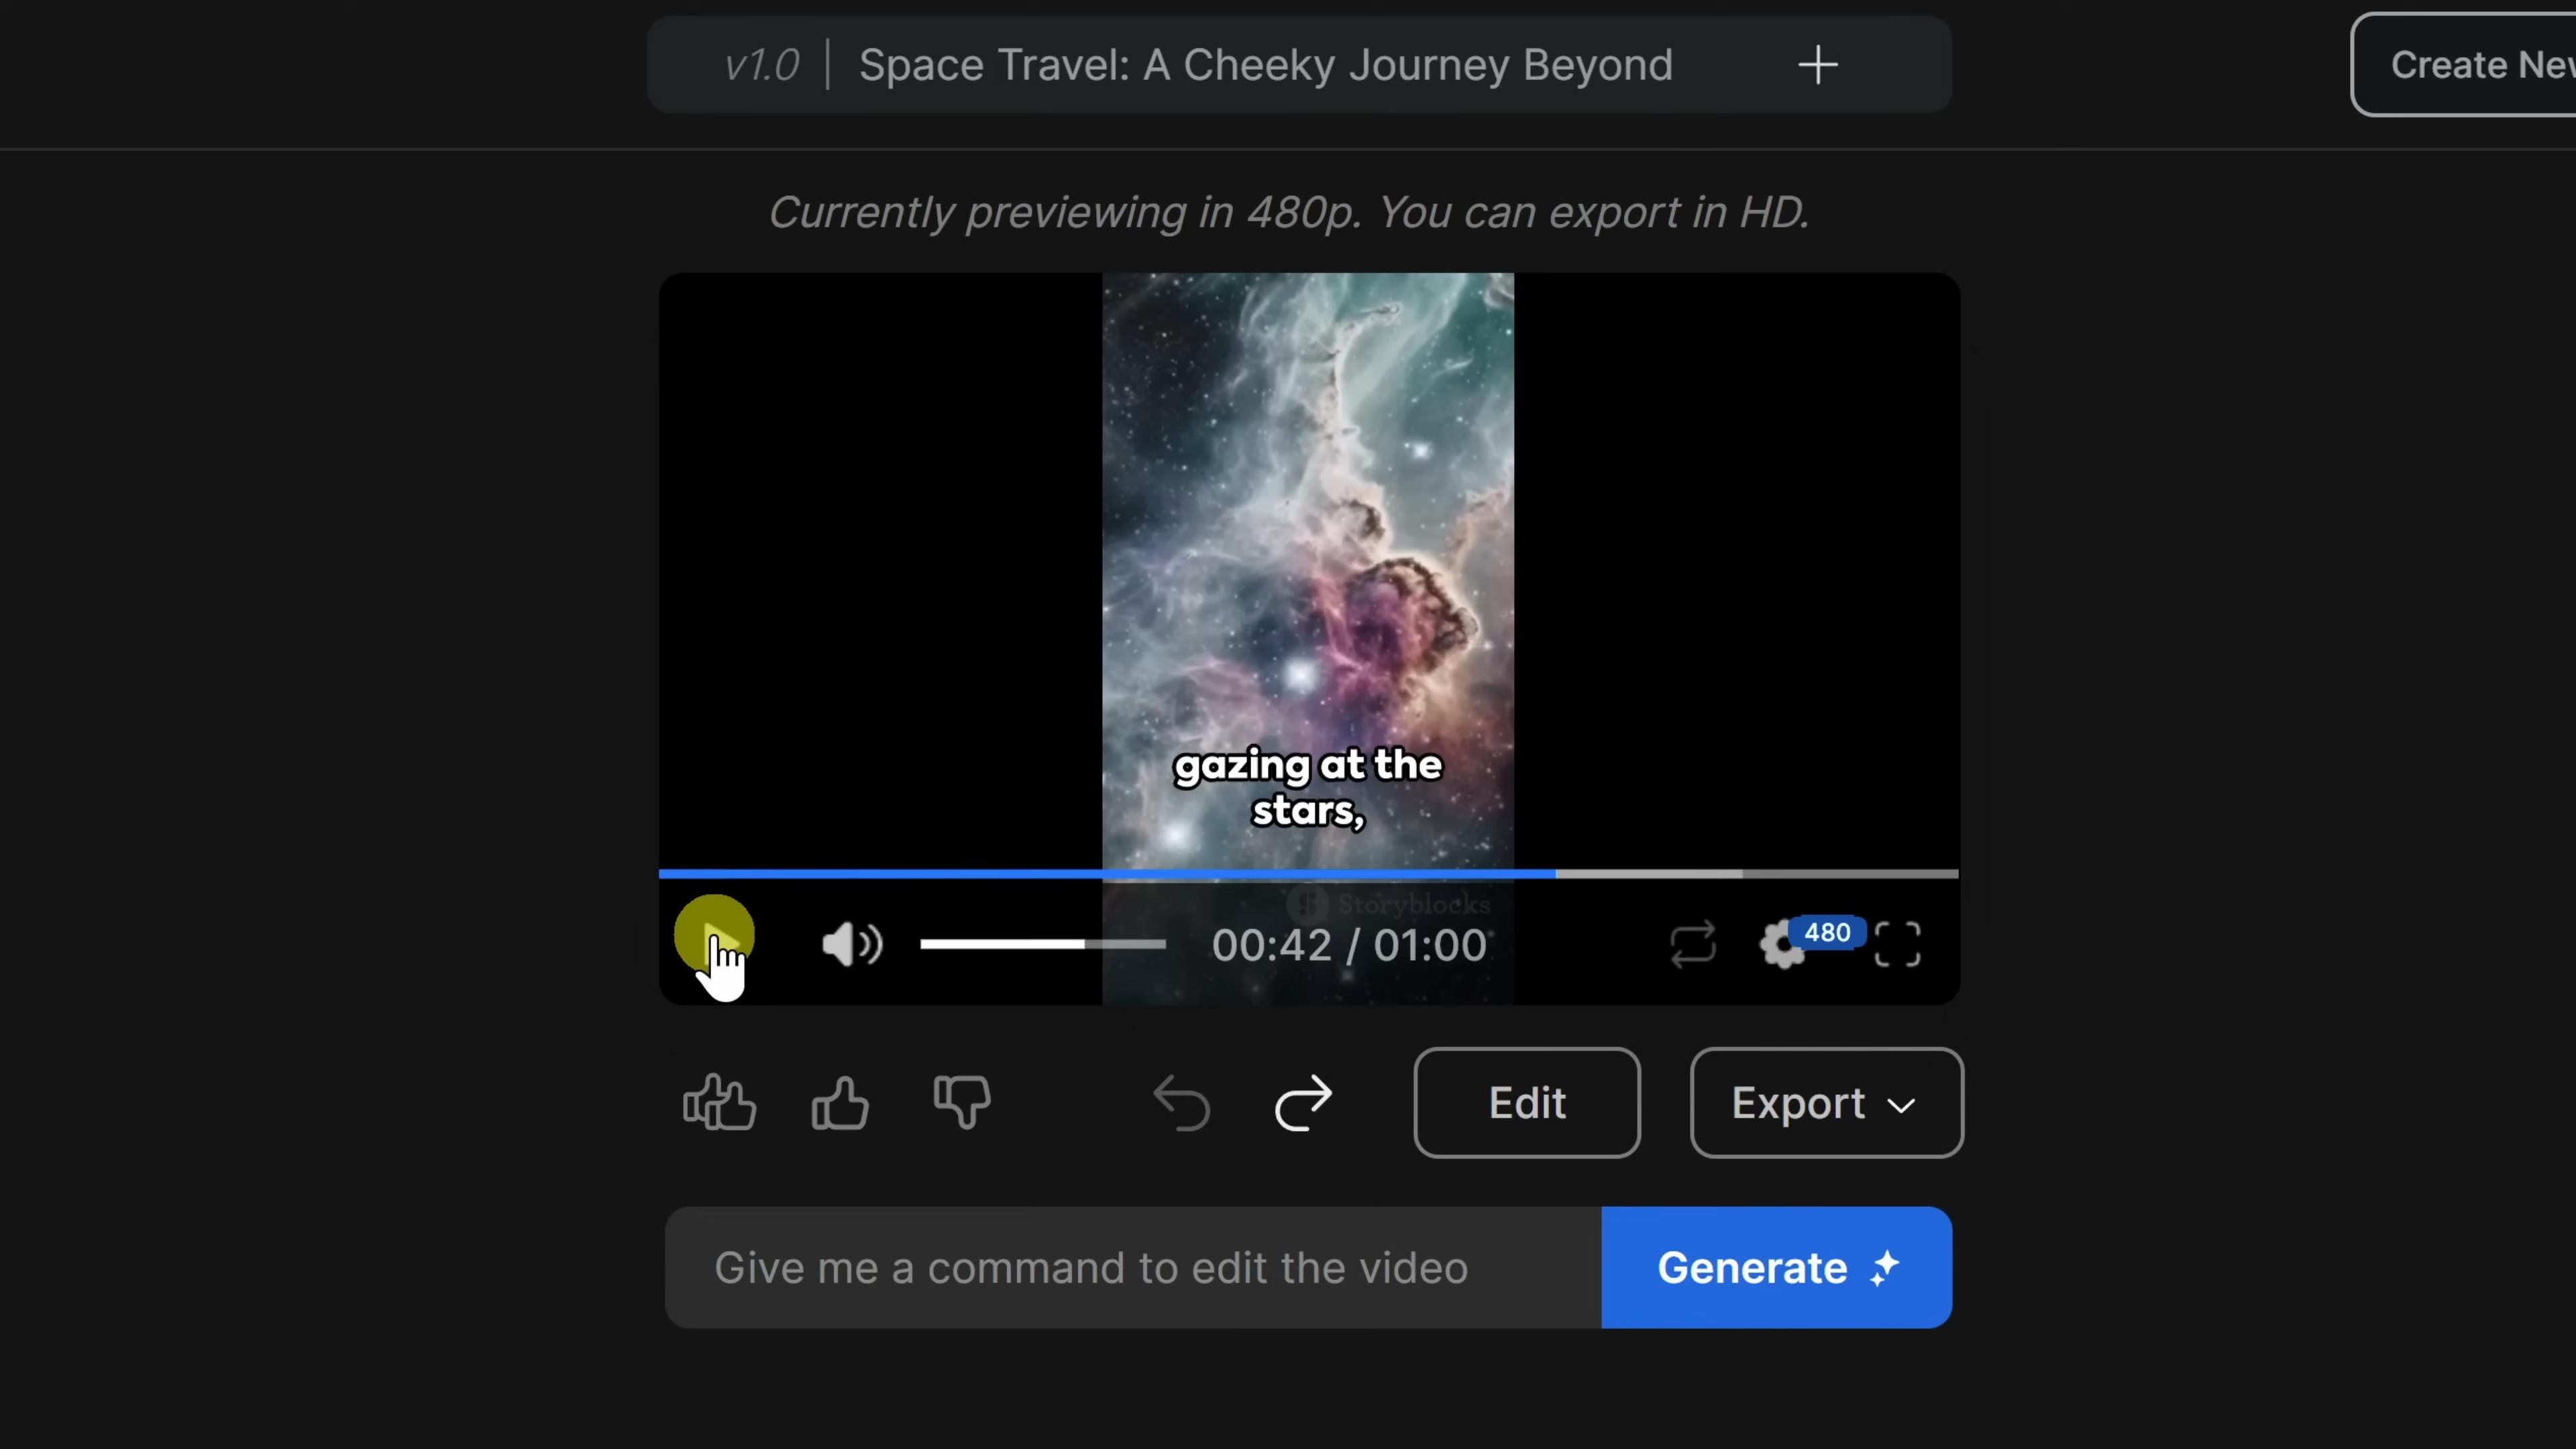 v1.0 | Space Travel: A Cheeky Journey Beyond +
Create New
Currently previewing in 480p. You can export in HD.
gazing at the
stars,
Storyblocks
00:42 / 01:00
480
Edit
Export
Give me a command to edit the video
Generate